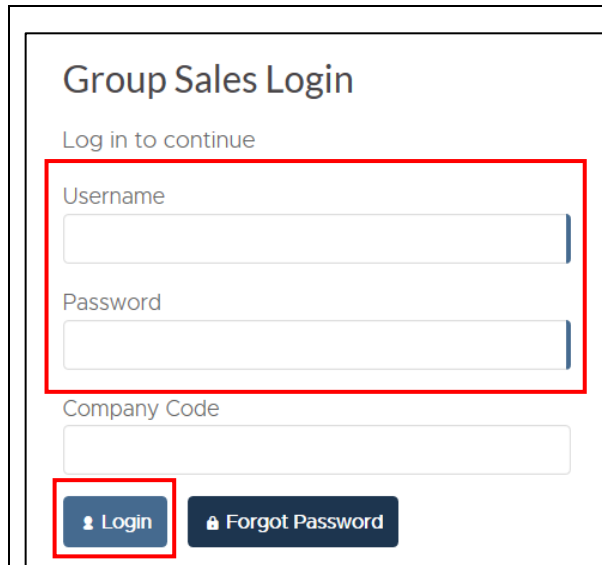 Group Sales Login
Log in to continue
Username
Password
Company Code
Login Forgot Password